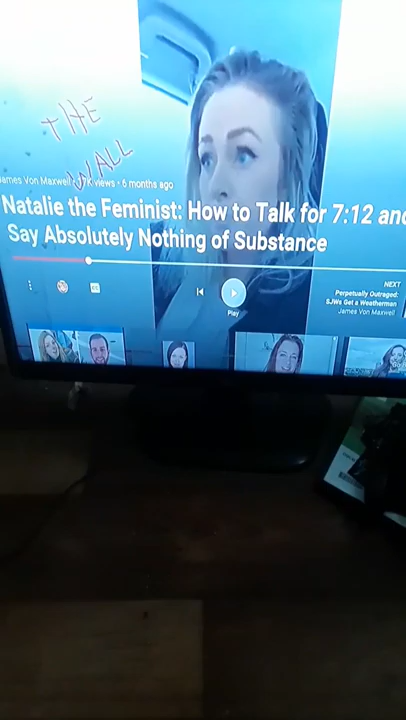 THE
WALL
James Von Maxwell views • 6 months ago
Natalie the Feminist: How to Talk for 7:12 and
Say Absolutely Nothing of Substance
NEXT
Perpetually Outraged:
SJWs Get a Weatherman
James Von Maxwell
CC
Play